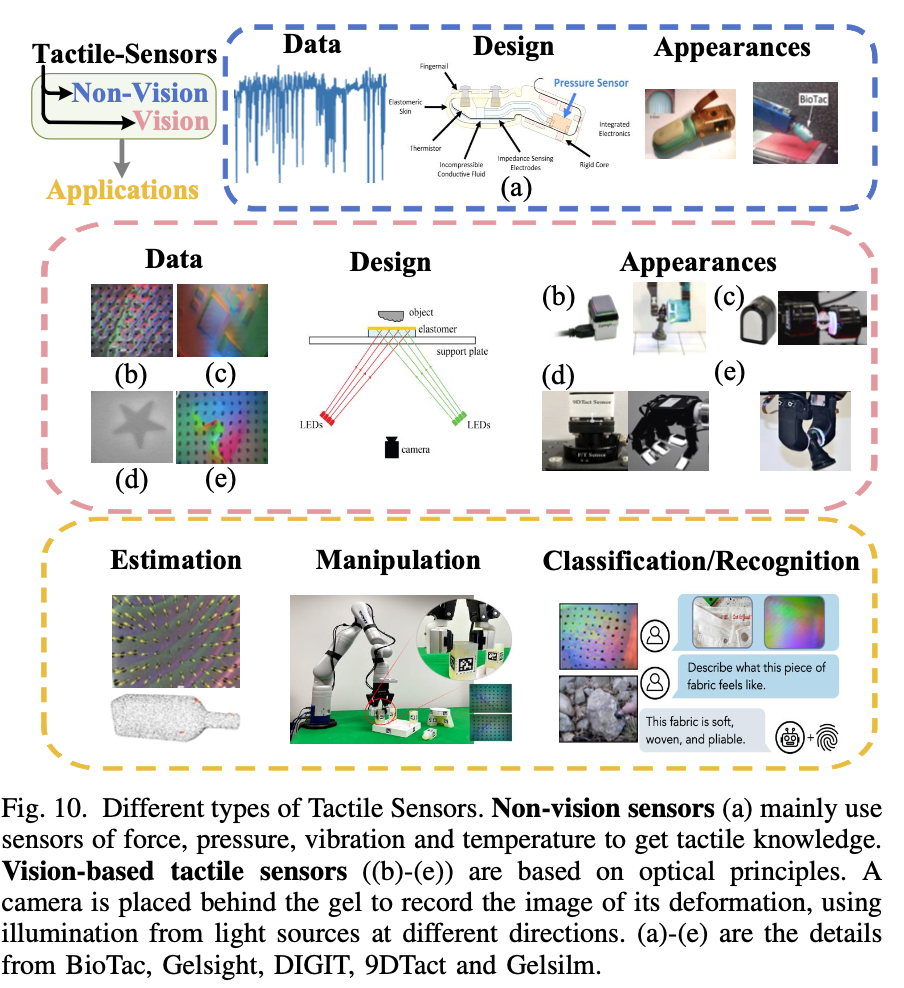 Tactile-Sensors
Non-Vision
Vision
Applications
Data
Design
Appearances
Fingernail
Pressure Sensor
Elastomeric
Skin
Integrated
Electronics
Thermistor
Impedance Sensing
Electrodes
Rigid Core
Incompressible
Conductive Fluid
BioTac
(a)
Data
Design
Appearances
(b)
(c)
(d)
(e)
object
elastomer
support plate
LEDs
LEDs
camera
(b)
(c)
(d)
(e)
9DTact Sensor
F/T Sensor
Estimation
Manipulation
Classification/Recognition
Describe what this piece of
fabric feels like.
This fabric is soft,
woven, and pliable.
+
Fig. 10. Different types of Tactile Sensors. Non-vision sensors (a) mainly use
sensors of force, pressure, vibration and temperature to get tactile knowledge.
Vision-based tactile sensors ((b)-(e)) are based on optical principles. A
camera is placed behind the gel to record the image of its deformation, using
illumination from light sources at different directions. (a)-(e) are the details
from BioTac, Gelsight, DIGIT, 9DTact and Gelsilm.